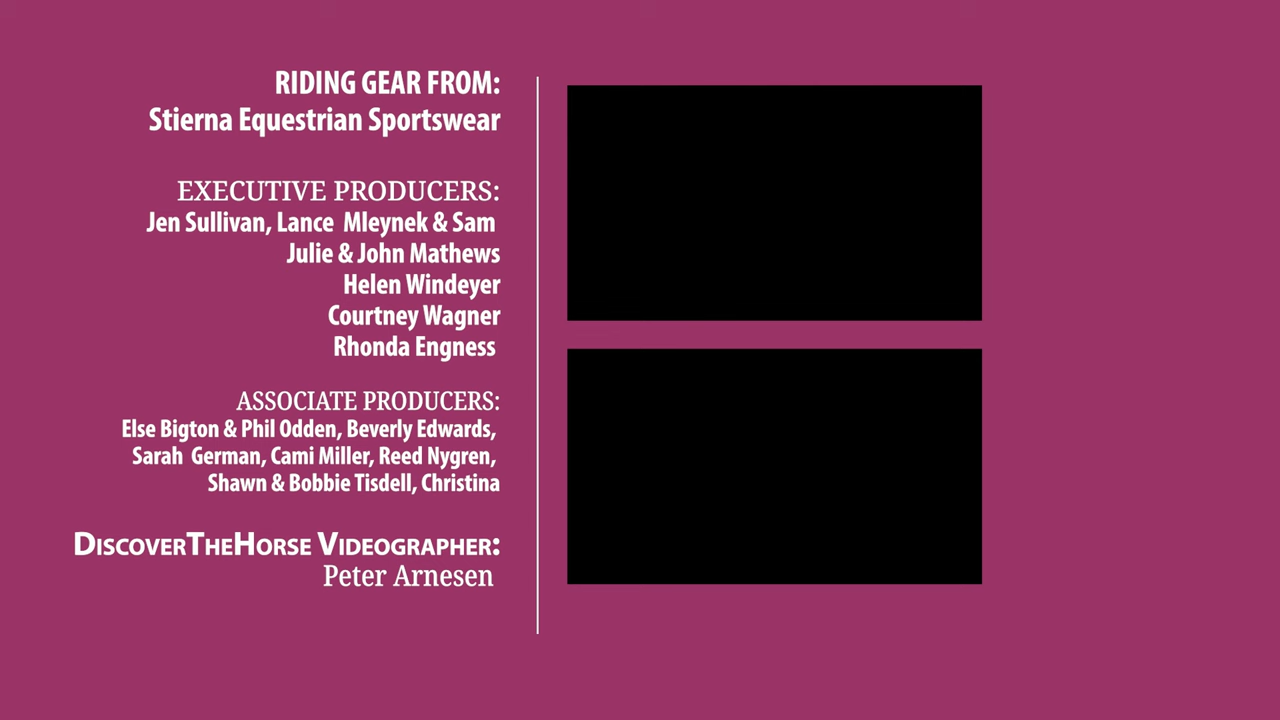 RIDING GEAR FROM:
Stierna Equestrian Sportswear
EXECUTIVE PRODUCERS:
Jen Sullivan, Lance Mleynek & Sam
Julie & John Mathews
Helen Windeyer
Courtney Wagner
Rhonda Engness
ASSOCIATE PRODUCERS:
Else Bigton & Phil Odden, Beverly Edwards,
Sarah German, Cami Miller, Reed Nygren,
Shawn & Bobbie Tisdell, Christina
DISCOVERTHEHORSE VIDEOGRAPHER:
Peter Arnesen